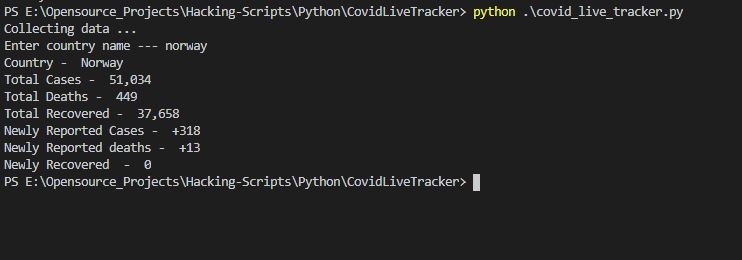 PS E:\Opensource_Projects\Hacking-Scripts\Python\CovidLiveTracker> python .\covid_live_tracker.py
Collecting data ...
Enter country name --- norway
Country -  Norway
Total Cases -  51,034
Total Deaths -  449
Total Recovered -  37,658
Newly Reported Cases -  +318
Newly Reported deaths -  +13
Newly Recovered  -  0
PS E:\Opensource_Projects\Hacking-Scripts\Python\CovidLiveTracker>